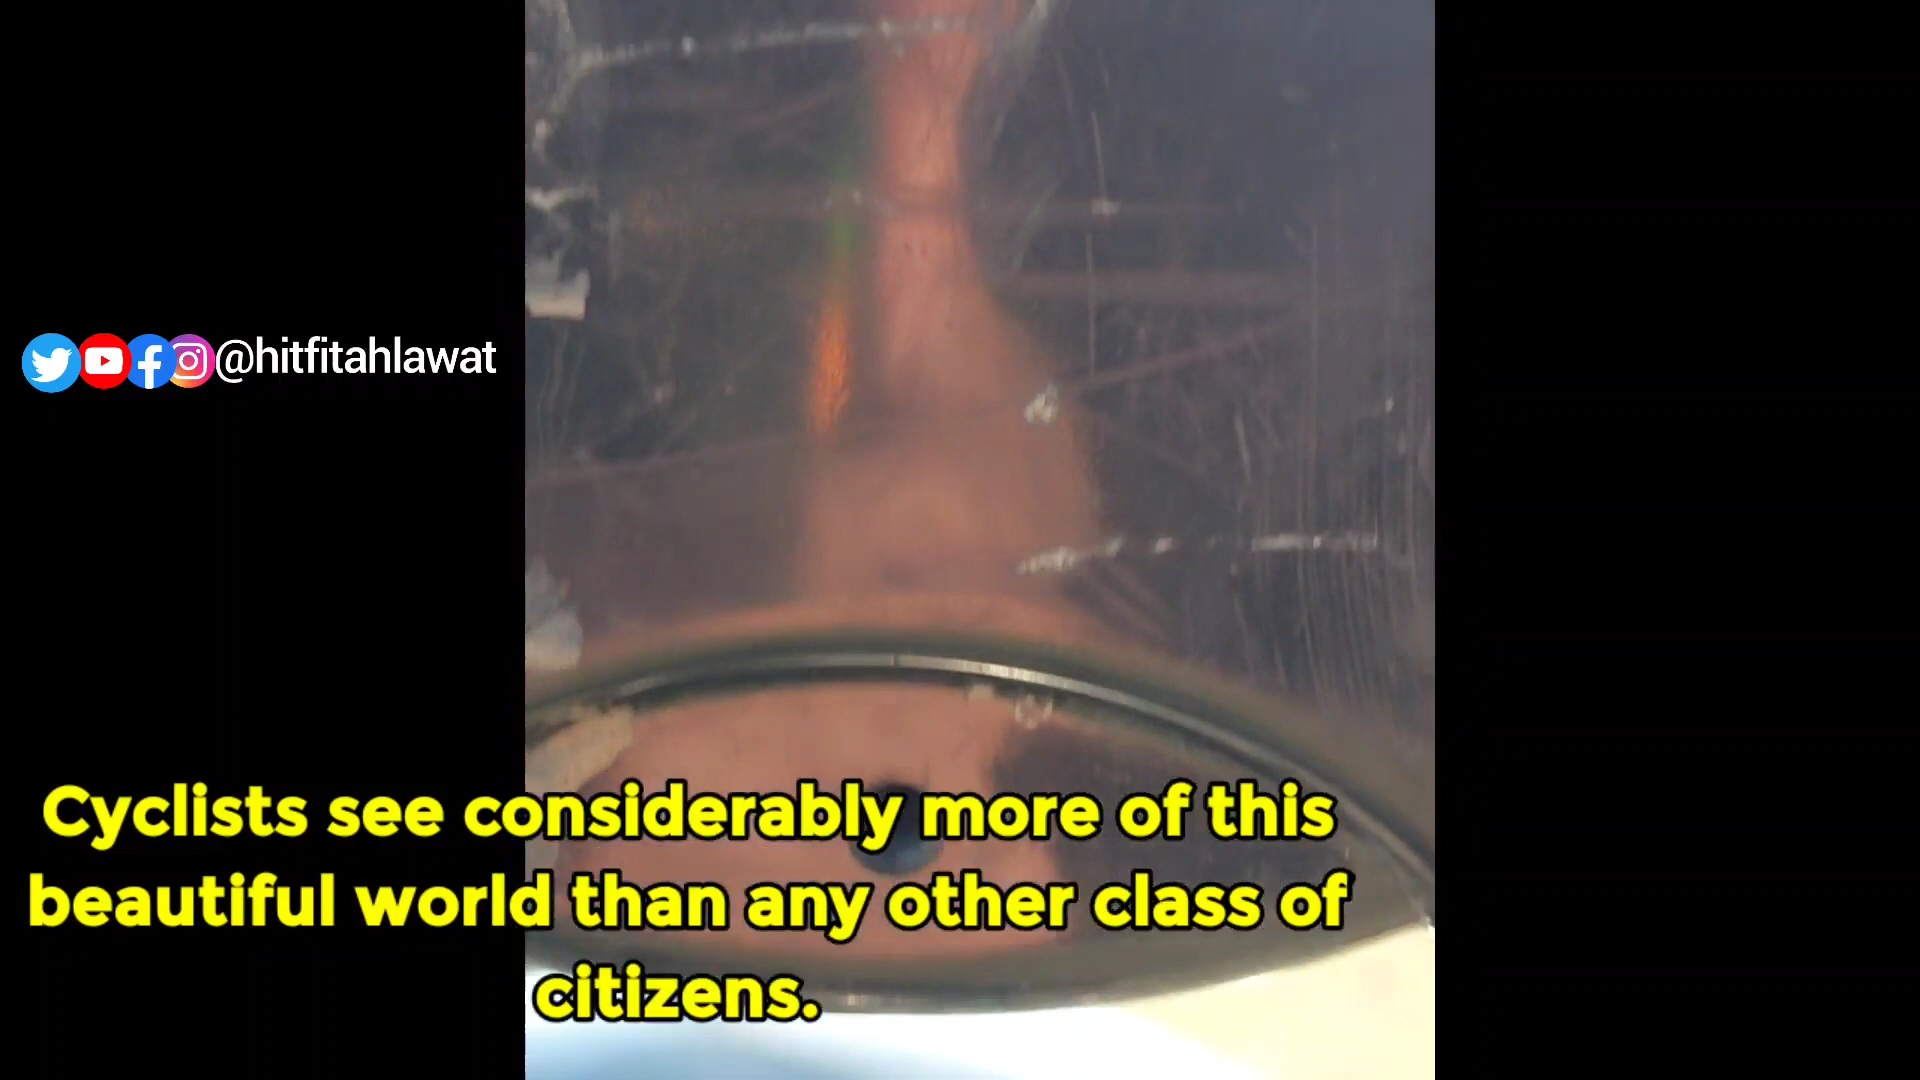 @hitfitahlawat
Cyclists see considerably more of this
beautiful world than any other class of
citizens.